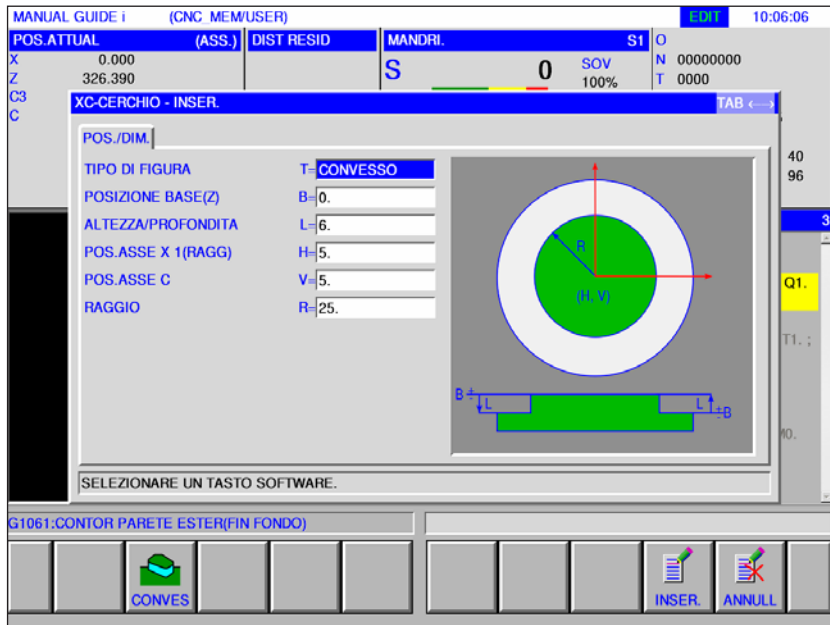 MANUAL GUIDE i (CNC_MEM/USER) EDIT 10:06:06
POS.ATTUAL (ASS.) DIST RESID MANDRI. S1 O
X 0.000 S 0 SOV N 00000000
Z 326.390 100% T 0000
C3
C
XC-CERCHIO - INSER. TAB ←→
POS./DIM.
TIPO DI FIGURA T= CONVESSO
POSIZIONE BASE(Z) B= 0.
ALTEZZA/PROFONDITA L= 6.
POS.ASSE X 1(RAGG) H= 5.
POS.ASSE C V= 5.
RAGGIO R= 25.
R
(H, V)
B ± L L ±B
40
96
3
Q1.
T1. ;
M0.
SELEZIONARE UN TASTO SOFTWARE.
G1061:CONTOR PARETE ESTER(FIN FONDO)
CONVES INSER. ANNULL